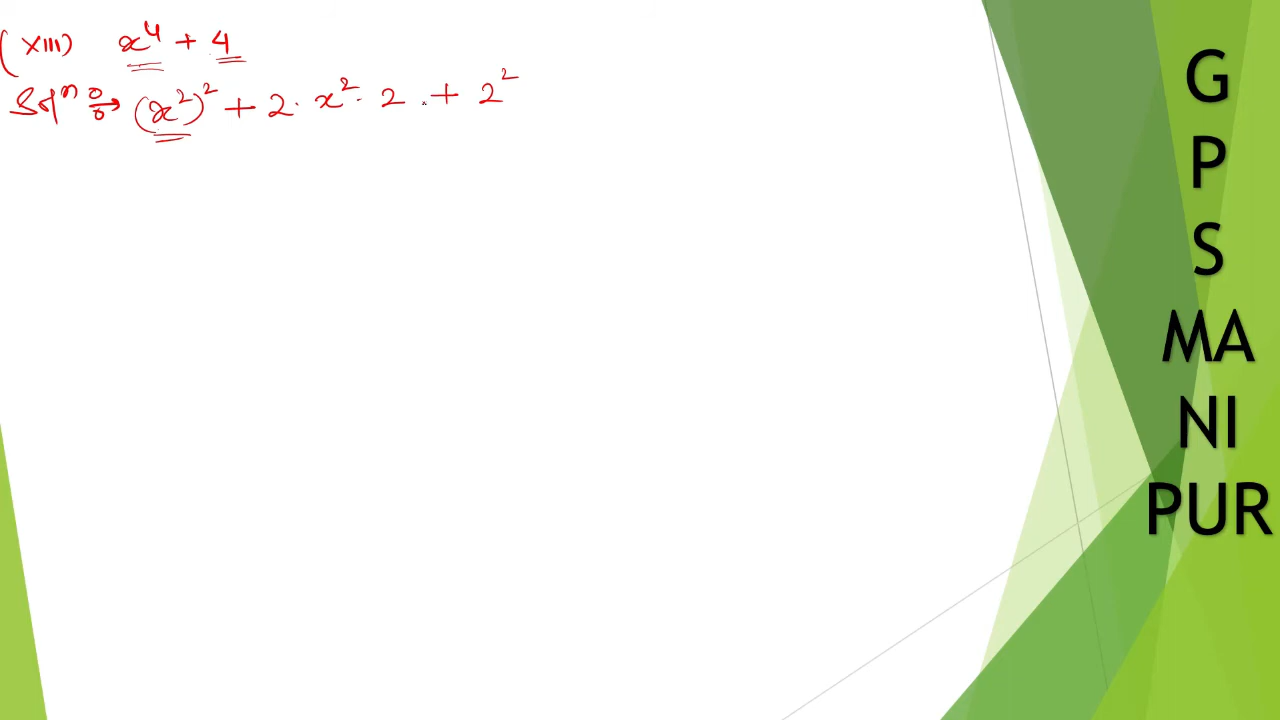 (XIII) x⁴ + 4
Solⁿ : → (x²)² + 2 · x² · 2 · + 2²
G
P
S
MA
NI
PUR